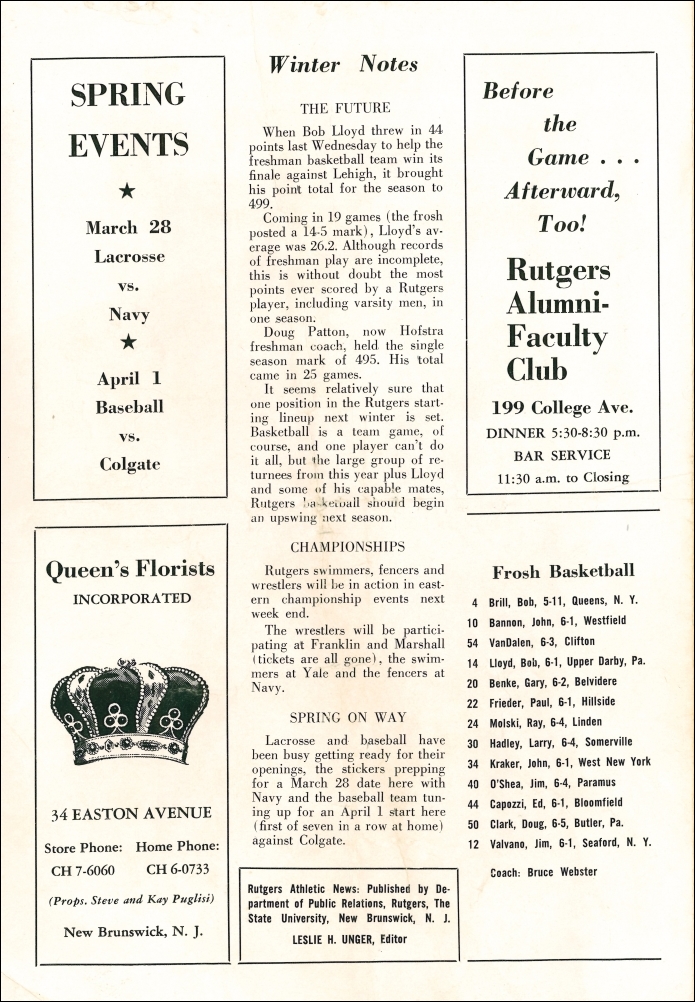 SPRING
EVENTS
March 28
Lacrosse
vs.
Navy
April 1
Baseball
vs.
Colgate
Queen's Florists
INCORPORATED
34 EASTON AVENUE
Store Phone: Home Phone:
CH 7-6060 CH 6-0733
(Props. Steve and Kay Puglisi)
New Brunswick, N. J.
Winter Notes
THE FUTURE
When Bob Lloyd threw in 44
points last Wednesday to help the
freshman basketball team win its
finale against Lehigh, it brought
his point total for the season to
499.
Coming in 19 games (the frosh
posted a 14-5 mark), Lloyd's av-
erage was 26.2. Although records
of freshman play are incomplete,
this is without doubt the most
points ever scored by a Rutgers
player, including varsity men, in
one season.
Doug Patton, now Hofstra
freshman coach, held the single
season mark of 495. His total
came in 25 games.
It seems relatively sure that
one position in the Rutgers start-
ing lineup next winter is set.
Basketball is a team game, of
course, and one player can't do
it all, but the large group of re-
turnees from this year plus Lloyd
and some of his capable mates,
Rutgers basketball should begin
an upswing next season.
CHAMPIONSHIPS
Rutgers swimmers, fencers and
wrestlers will be in action in east-
ern championship events next
week end.
The wrestlers will be partici-
pating at Franklin and Marshall
(tickets are all gone), the swim-
mers at Yale and the fencers at
Navy.
SPRING ON WAY
Lacrosse and baseball have
been busy getting ready for their
openings, the stickers prepping
for a March 28 date here with
Navy and the baseball team tun-
ing up for an April 1 start here
(first of seven in a row at home)
against Colgate.
Rutgers Athletic News: Published by De-
partment of Public Relations, Rutgers, The
State University, New Brunswick, N. J.
LESLIE H. UNGER, Editor
Before
the
Game . . .
Afterward,
Too!
Rutgers
Alumni-
Faculty
Club
199 College Ave.
DINNER 5:30-8:30 p.m.
BAR SERVICE
11:30 a.m. to Closing
Frosh Basketball
4 Brill, Bob, 5-11, Queens, N. Y.
10 Bannon, John, 6-1, Westfield
54 VanDalen, 6-3, Clifton
14 Lloyd, Bob, 6-1, Upper Darby, Pa.
20 Benke, Gary, 6-2, Belvidere
22 Frieder, Paul, 6-1, Hillside
24 Molski, Ray, 6-4, Linden
30 Hadley, Larry, 6-4, Somerville
34 Kraker, John, 6-1, West New York
40 O'Shea, Jim, 6-4, Paramus
44 Capozzi, Ed, 6-1, Bloomfield
50 Clark, Doug, 6-5, Butler, Pa.
12 Valvano, Jim, 6-1, Seaford, N. Y.
Coach: Bruce Webster